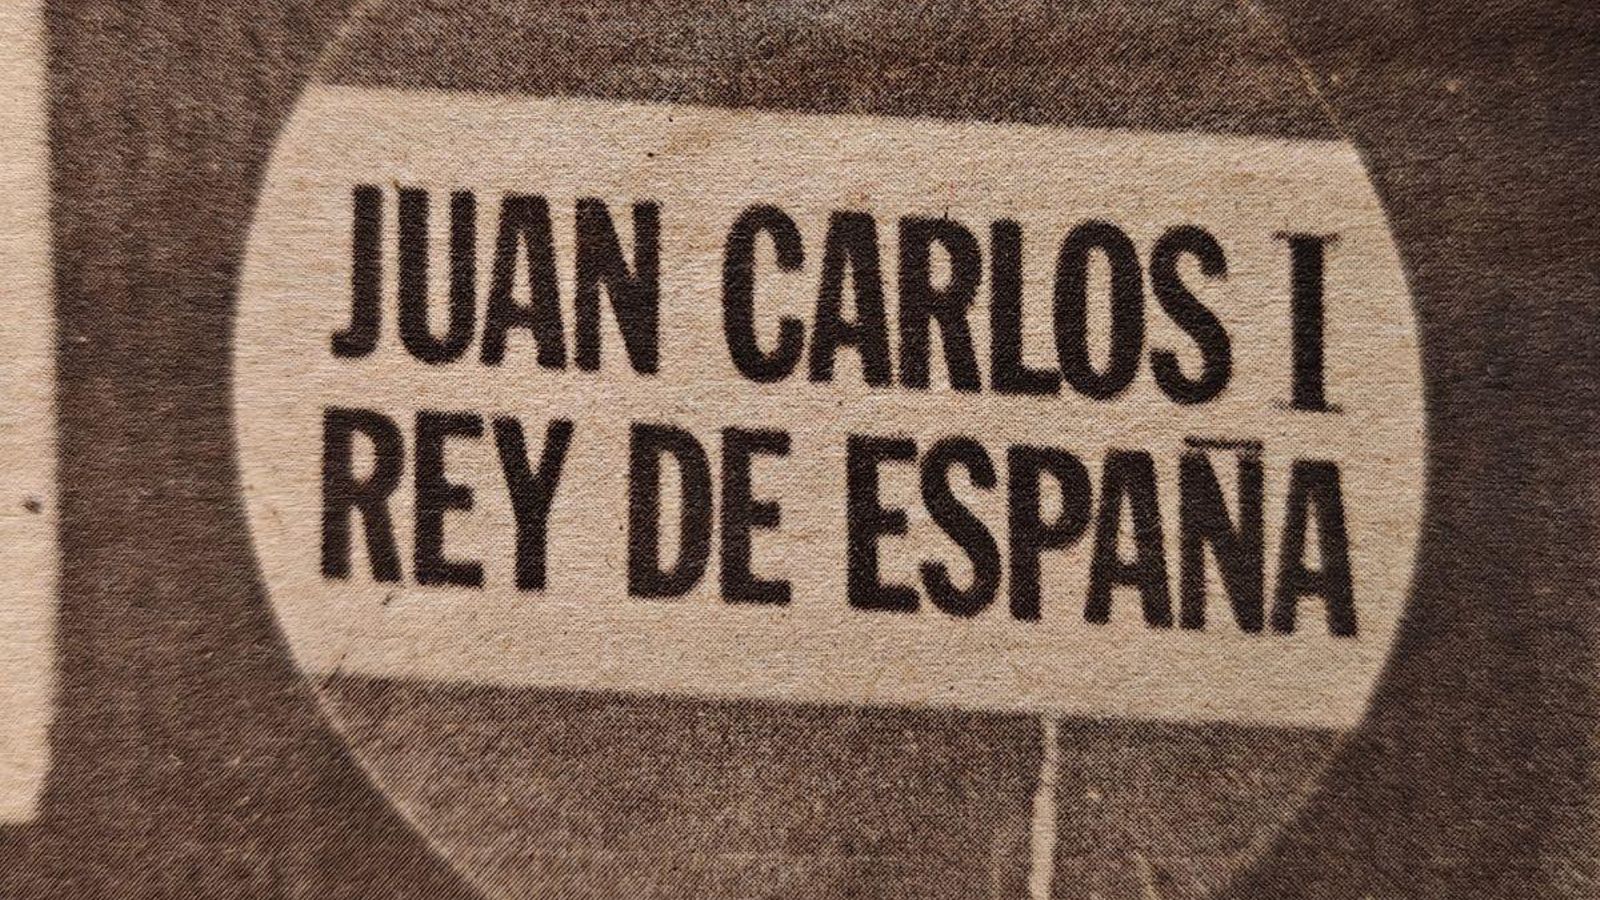 JUAN CARLOS I
REY DE ESPAÑA